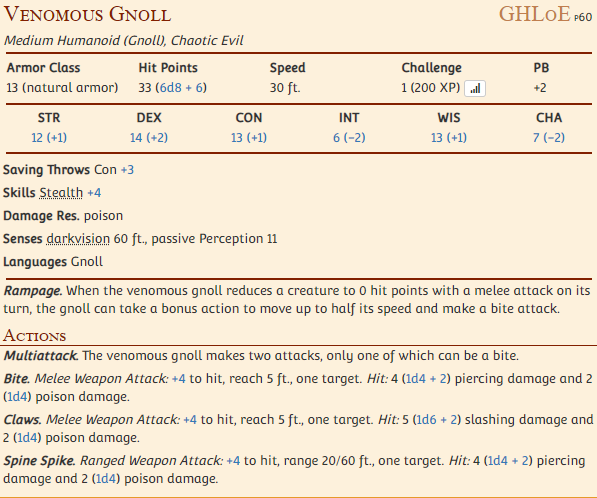 Venomous Gnoll GHLoE p60
Medium Humanoid (Gnoll), Chaotic Evil
Armor Class Hit Points Speed Challenge PB
13 (natural armor) 33 (6d8 + 6) 30 ft. 1 (200 XP) +2
STR DEX CON INT WIS CHA
12 (+1) 14 (+2) 13 (+1) 6 (−2) 13 (+1) 7 (−2)
Saving Throws Con +3
Skills Stealth +4
Damage Res. poison
Senses darkvision 60 ft., passive Perception 11
Languages Gnoll
Rampage. When the venomous gnoll reduces a creature to 0 hit points with a melee attack on its
turn, the gnoll can take a bonus action to move up to half its speed and make a bite attack.
Actions
Multiattack. The venomous gnoll makes two attacks, only one of which can be a bite.
Bite. Melee Weapon Attack: +4 to hit, reach 5 ft., one target. Hit: 4 (1d4 + 2) piercing damage and 2
(1d4) poison damage.
Claws. Melee Weapon Attack: +4 to hit, reach 5 ft., one target. Hit: 5 (1d6 + 2) slashing damage and
2 (1d4) poison damage.
Spine Spike. Ranged Weapon Attack: +4 to hit, range 20/60 ft., one target. Hit: 4 (1d4 + 2) piercing
damage and 2 (1d4) poison damage.